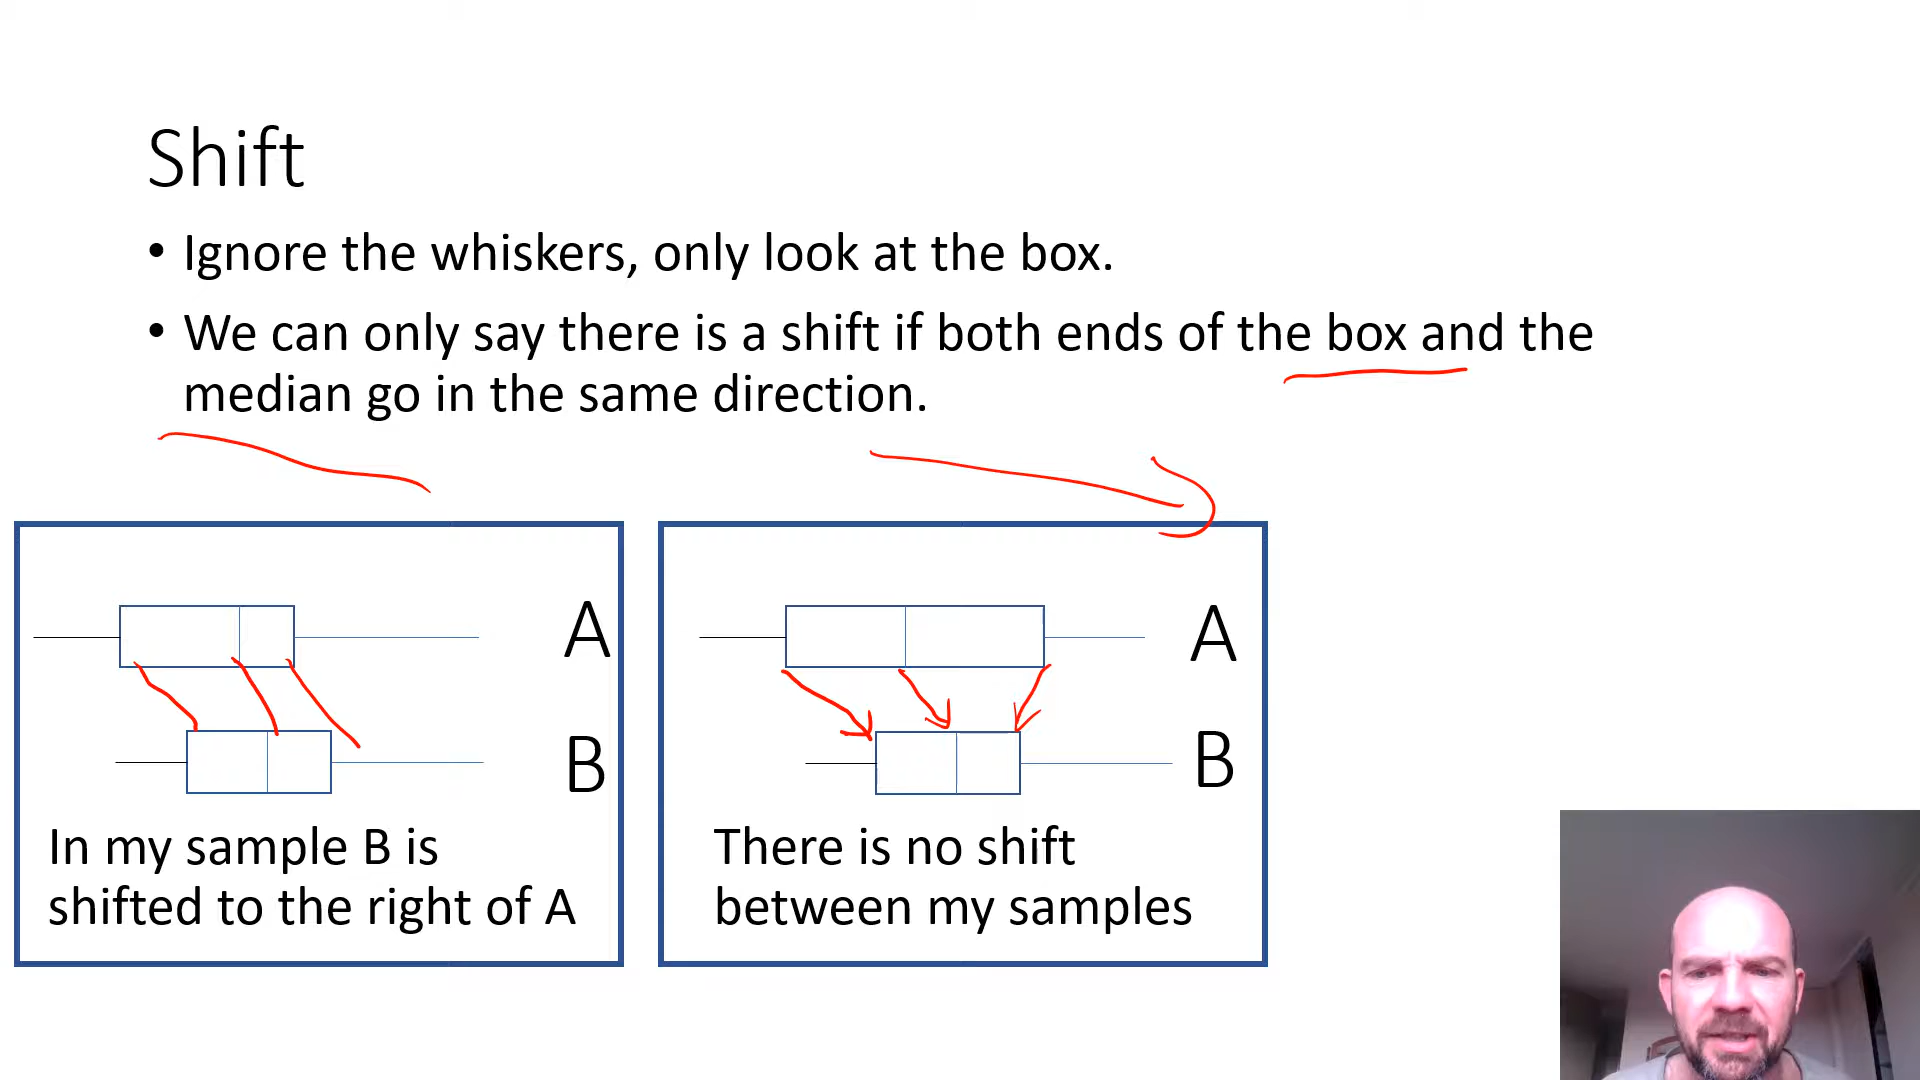 Shift
• Ignore the whiskers, only look at the box.
• We can only say there is a shift if both ends of the box and the
median go in the same direction.
A
B
In my sample B is
shifted to the right of A
A
B
There is no shift
between my samples